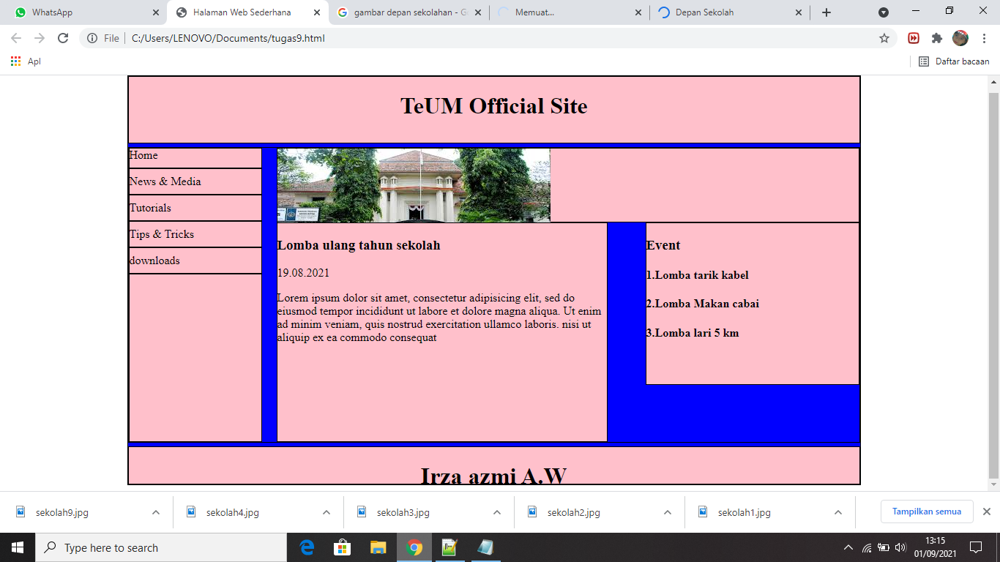 WhatsApp
Halaman Web Sederhana
gambar depan sekolahan - G
Memuat...
Depan Sekolah
File
C:/Users/LENOVO/Documents/tugas9.html
Apl
Daftar bacaan
TeUM Official Site
Home
News & Media
Tutorials
Tips & Tricks
downloads
Lomba ulang tahun sekolah
19.08.2021
Lorem ipsum dolor sit amet, consectetur adipisicing elit, sed do
eiusmod tempor incididunt ut labore et dolore magna aliqua. Ut enim
ad minim veniam, quis nostrud exercitation ullamco laboris. nisi ut
aliquip ex ea commodo consequat
Event
1.Lomba tarik kabel
2.Lomba Makan cabai
3.Lomba lari 5 km
Irza azmi A.W
sekolah9.jpg
sekolah4.jpg
sekolah3.jpg
sekolah2.jpg
sekolah1.jpg
Tampilkan semua
Type here to search
13:15
01/09/2021